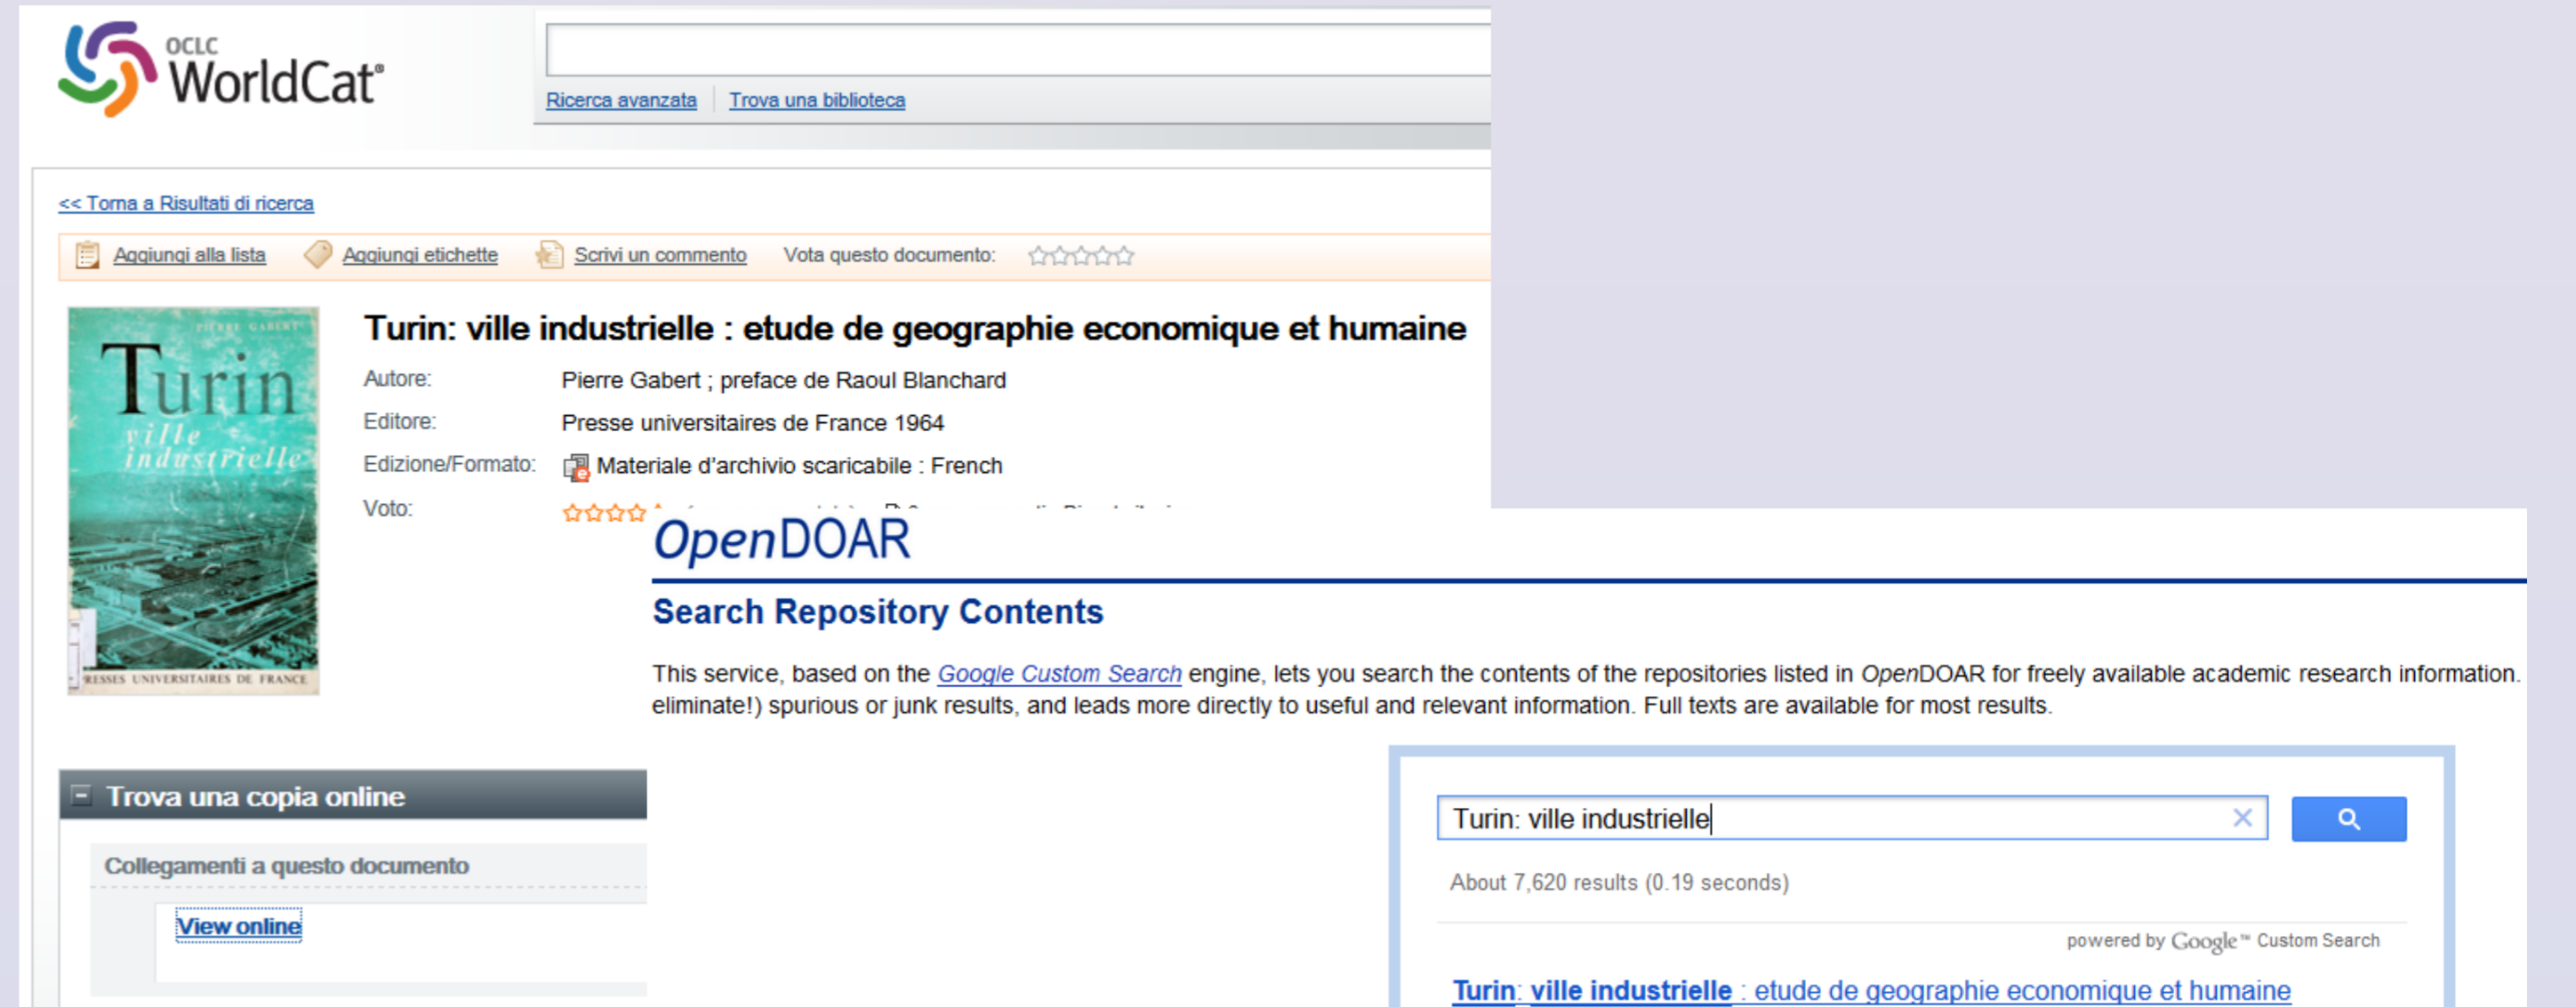 OCLC
WorldCat®
Ricerca avanzata Trova una biblioteca
<< Torna a Risultati di ricerca
Aggiungi alla lista Aggiungi etichette Scrivi un commento Vota questo documento:
PIERRE GABERT
Turin
ville
industrielle
PRESSES UNIVERSITAIRES DE FRANCE
Turin: ville industrielle : etude de geographie economique et humaine
Autore: Pierre Gabert ; preface de Raoul Blanchard
Editore: Presse universitaires de France 1964
Edizione/Formato: Materiale d'archivio scaricabile : French
Voto:
Trova una copia online
Collegamenti a questo documento
View online
OpenDOAR
Search Repository Contents
This service, based on the Google Custom Search engine, lets you search the contents of the repositories listed in OpenDOAR for freely available academic research information.
eliminate!) spurious or junk results, and leads more directly to useful and relevant information. Full texts are available for most results.
Turin: ville industrielle
About 7,620 results (0.19 seconds)
powered by Google™ Custom Search
Turin: ville industrielle : etude de geographie economique et humaine